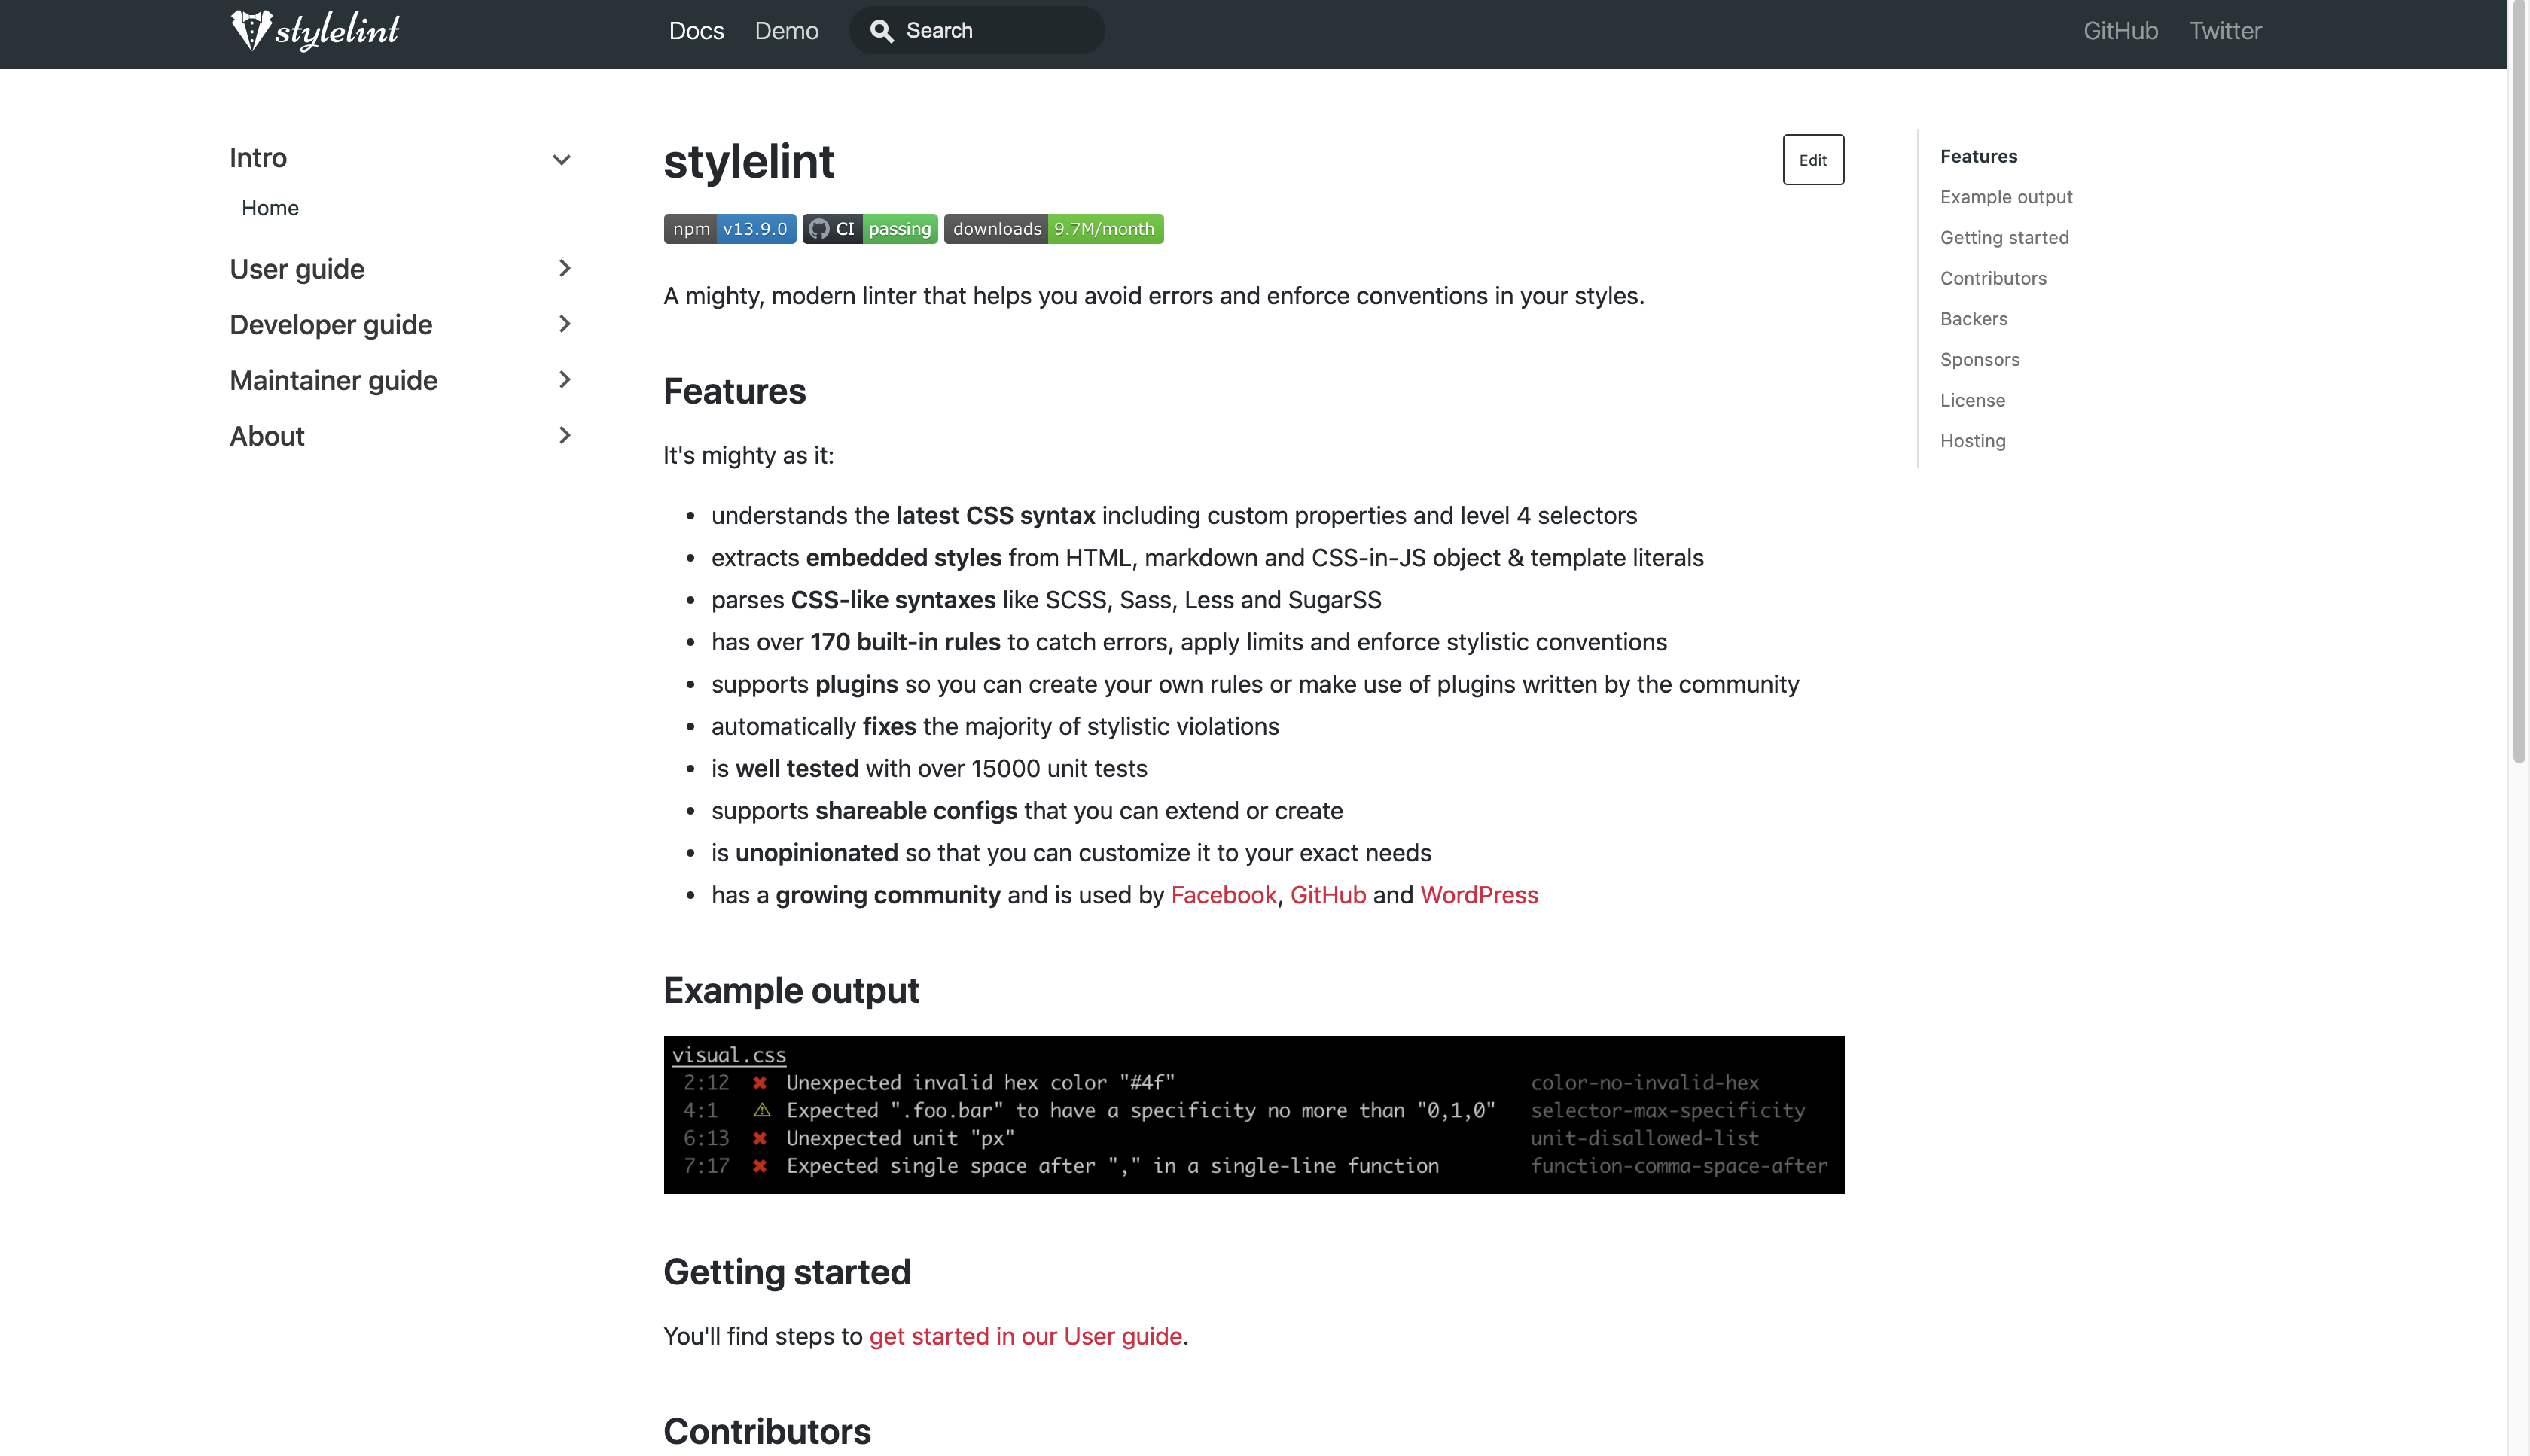 stylelint
Docs
Demo
Search
GitHub
Twitter
Intro
Home
User guide
Developer guide
Maintainer guide
About
stylelint
Edit
npm v13.9.0
CI passing
downloads 9.7M/month
A mighty, modern linter that helps you avoid errors and enforce conventions in your styles.
Features
It's mighty as it:
• understands the latest CSS syntax including custom properties and level 4 selectors
• extracts embedded styles from HTML, markdown and CSS-in-JS object & template literals
• parses CSS-like syntaxes like SCSS, Sass, Less and SugarSS
• has over 170 built-in rules to catch errors, apply limits and enforce stylistic conventions
• supports plugins so you can create your own rules or make use of plugins written by the community
• automatically fixes the majority of stylistic violations
• is well tested with over 15000 unit tests
• supports shareable configs that you can extend or create
• is unopinionated so that you can customize it to your exact needs
• has a growing community and is used by Facebook, GitHub and WordPress
Example output
visual.css
2:12 ✖ Unexpected invalid hex color "#4f" color-no-invalid-hex
4:1 ⚠ Expected ".foo.bar" to have a specificity no more than "0,1,0" selector-max-specificity
6:13 ✖ Unexpected unit "px" unit-disallowed-list
7:17 ✖ Expected single space after "," in a single-line function function-comma-space-after
Getting started
You'll find steps to get started in our User guide.
Contributors
Features
Example output
Getting started
Contributors
Backers
Sponsors
License
Hosting